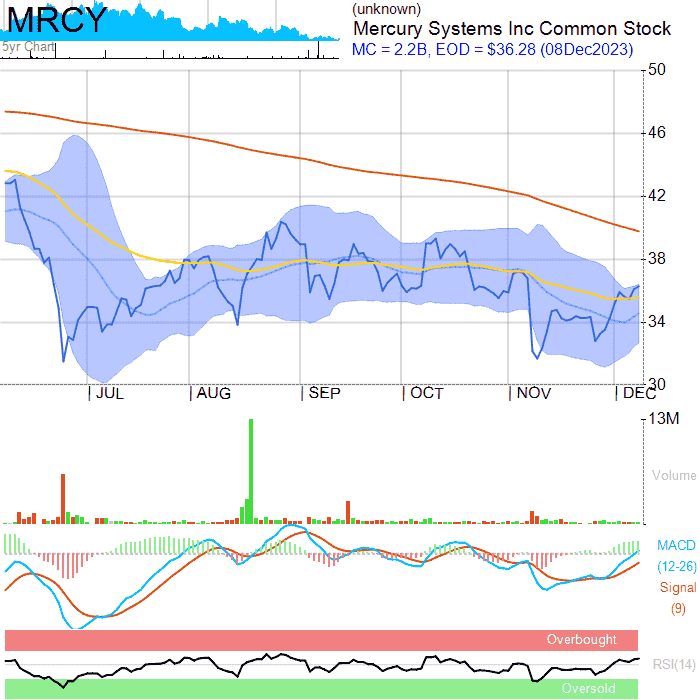 MRCY
5yr Chart
(unknown)
Mercury Systems Inc Common Stock
MC = 2.2B, EOD = $36.28 (08Dec2023)
50
46
42
38
34
30
JUL
AUG
SEP
OCT
NOV
DEC
13M
Volume
MACD
(12-26)
Signal
(9)
Overbought
RSI(14)
Oversold